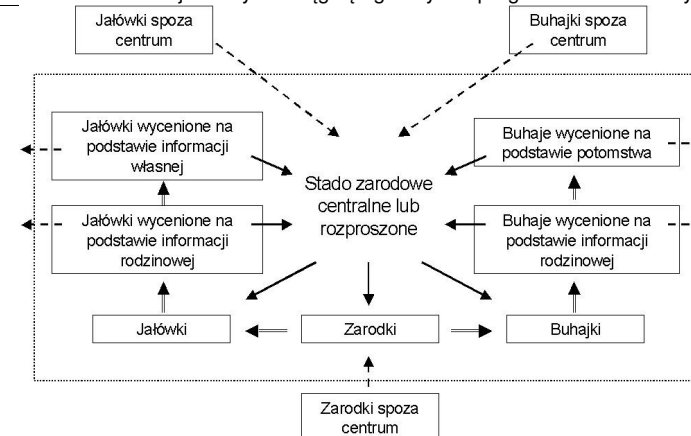 Jałówki spoza
centrum
Buhajki spoza
centrum
Jałówki wycenione na
podstawie informacji
własnej
Buhaje wycenione na
podstawie potomstwa
Stado zarodowe
centralne lub
rozproszone
Jałówki wycenione na
podstawie informacji
rodzinowej
Buhaje wycenione na
podstawie informacji
rodzinowej
Jałówki
Zarodki
Buhajki
Zarodki spoza
centrum